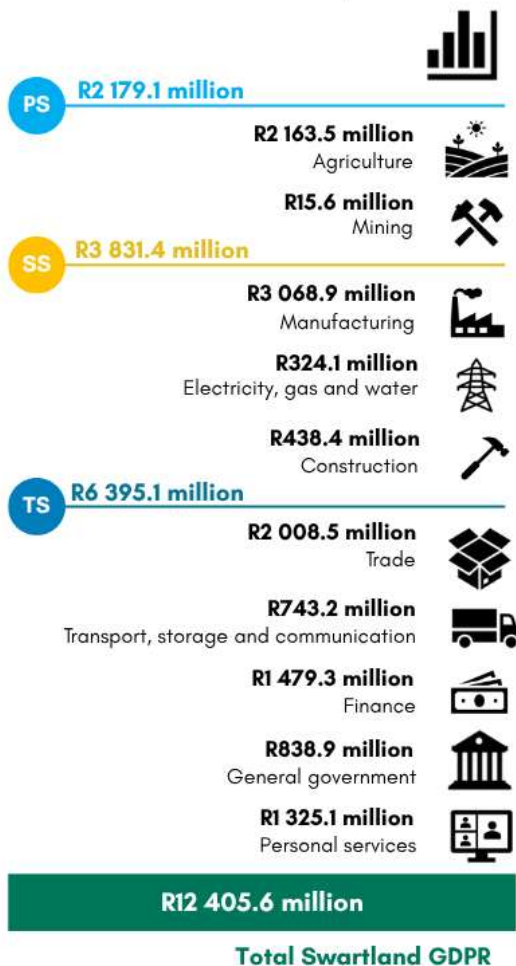 PS
R2 179.1 million
R2 163.5 million
Agriculture
R15.6 million
Mining
SS
R3 831.4 million
R3 068.9 million
Manufacturing
R324.1 million
Electricity, gas and water
R438.4 million
Construction
TS
R6 395.1 million
R2 008.5 million
Trade
R743.2 million
Transport, storage and communication
R1 479.3 million
Finance
R838.9 million
General government
R1 325.1 million
Personal services
R12 405.6 million
Total Swartland GDPR